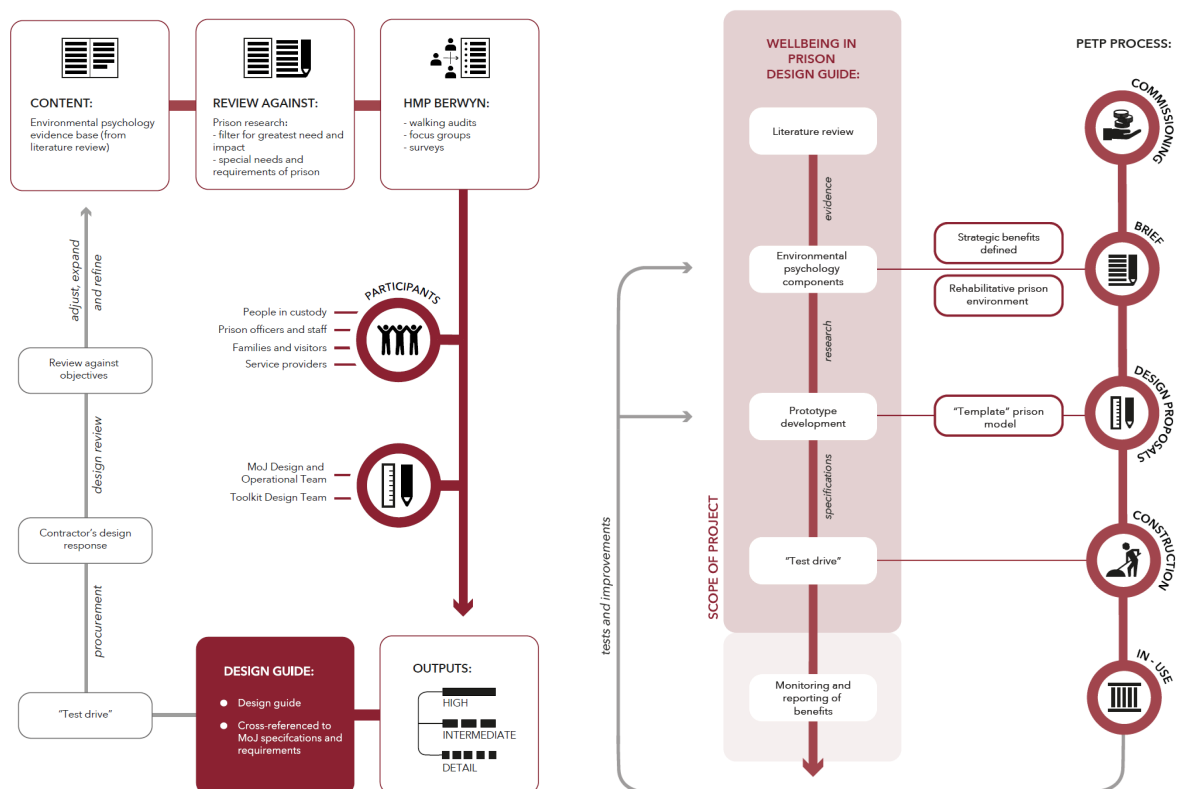 CONTENT:
Environmental psychology
evidence base (from
literature review)
REVIEW AGAINST:
Prison research:
- filter for greatest need and
impact
- special needs and
requirements of prison
HMP BERWYN:
- walking audits
- focus groups
- surveys
adjust, expand
and refine
Review against
objectives
design review
Contractor's design
response
procurement
"Test drive"
PARTICIPANTS
People in custody
Prison officers and staff
Families and visitors
Service providers
MoJ Design and
Operational Team
Toolkit Design Team
DESIGN GUIDE:
Design guide
Cross-referenced to
MoJ specifcations and
requirements
OUTPUTS:
HIGH
INTERMEDIATE
DETAIL
WELLBEING IN
PRISON
DESIGN GUIDE:
Literature review
evidence
Environmental
psychology
components
research
Prototype
development
specifications
"Test drive"
Monitoring and
reporting of
benefits
SCOPE OF PROJECT
tests and improvements
Strategic benefits
defined
Rehabilitative prison
environment
"Template" prison
model
PETP PROCESS:
COMMISSIONING
BRIEF
DESIGN PROPOSALS
CONSTRUCTION
IN - USE